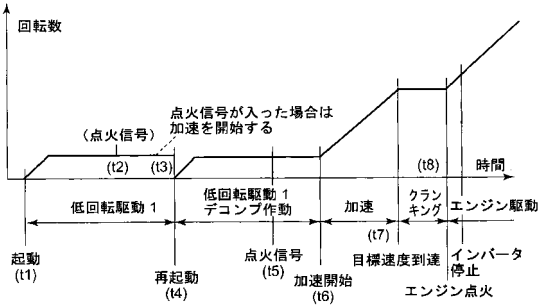 回転数
点火信号が入った場合は
加速を開始する
（点火信号）
(t2)
(t3)
(t8)
時間
低回転駆動1
低回転駆動1
デコンプ作動
加速
クラ
ンキ
ング
エンジン駆動
(t7)
起動
(t1)
再起動
(t4)
点火信号
(t5)
加速開始
(t6)
目標速度到達
インバータ
停止
エンジン点火